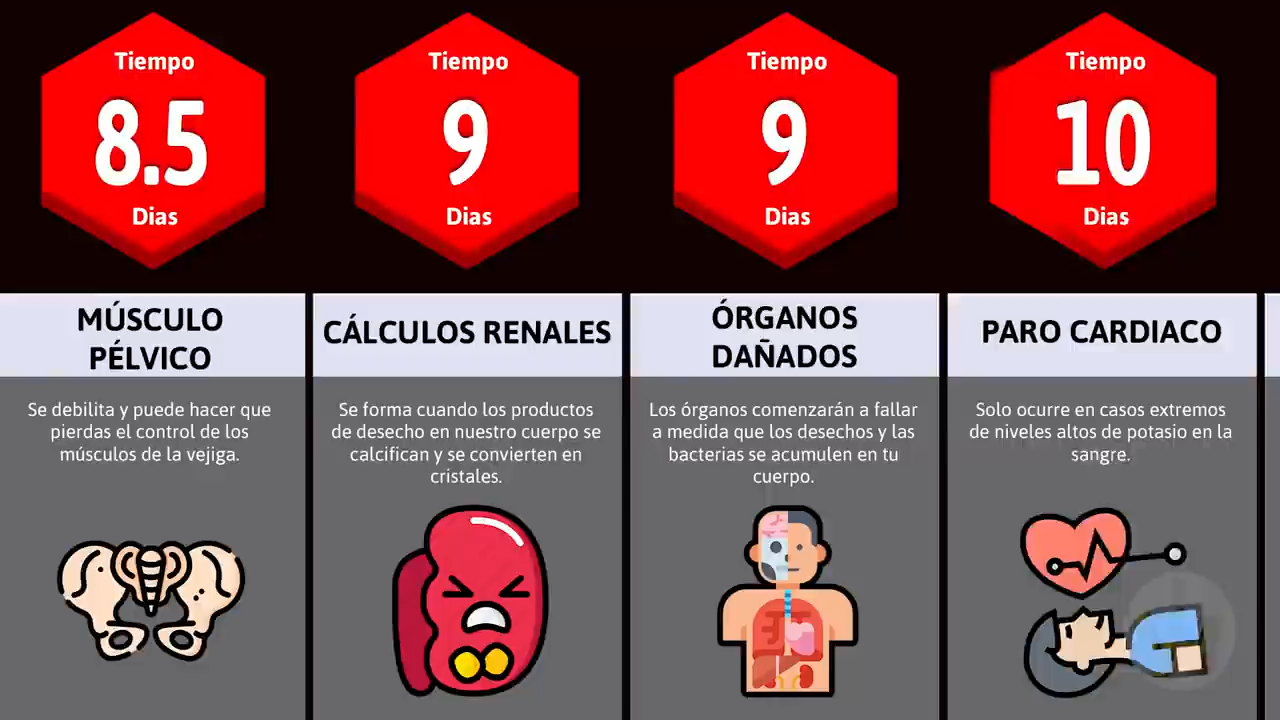 Tiempo
8.5
Dias
Tiempo
9
Dias
Tiempo
9
Dias
Tiempo
10
Dias
MÚSCULO
PÉLVICO
Se debilita y puede hacer que
pierdas el control de los
músculos de la vejiga.
CÁLCULOS RENALES
Se forma cuando los productos
de desecho en nuestro cuerpo se
calcifican y se convierten en
cristales.
ÓRGANOS
DAÑADOS
Los órganos comenzarán a fallar
a medida que los desechos y las
bacterias se acumulen en tu
cuerpo.
PARO CARDIACO
Solo ocurre en casos extremos
de niveles altos de potasio en la
sangre.